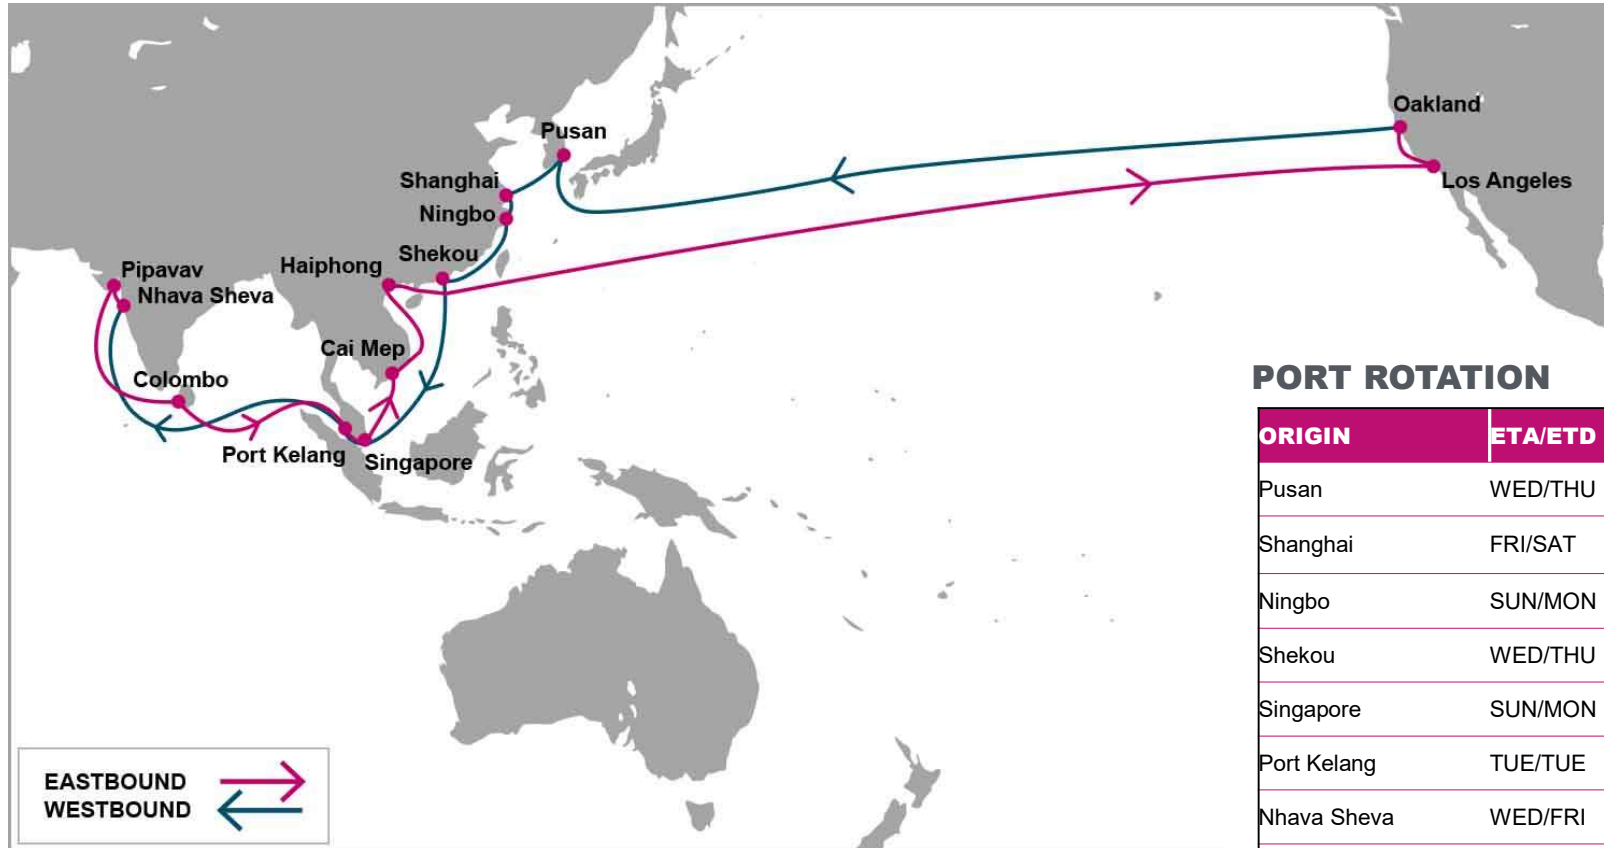 Oakland
Pusan
Shanghai
Los Angeles
Ningbo
Shekou
Haiphong
Pipavav
Nhava Sheva
Cai Mep
Colombo
Port Kelang
Singapore
EASTBOUND
WESTBOUND
PORT ROTATION
ORIGIN ETA/ETD
Pusan WED/THU
Shanghai FRI/SAT
Ningbo SUN/MON
Shekou WED/THU
Singapore SUN/MON
Port Kelang TUE/TUE
Nhava Sheva WED/FRI